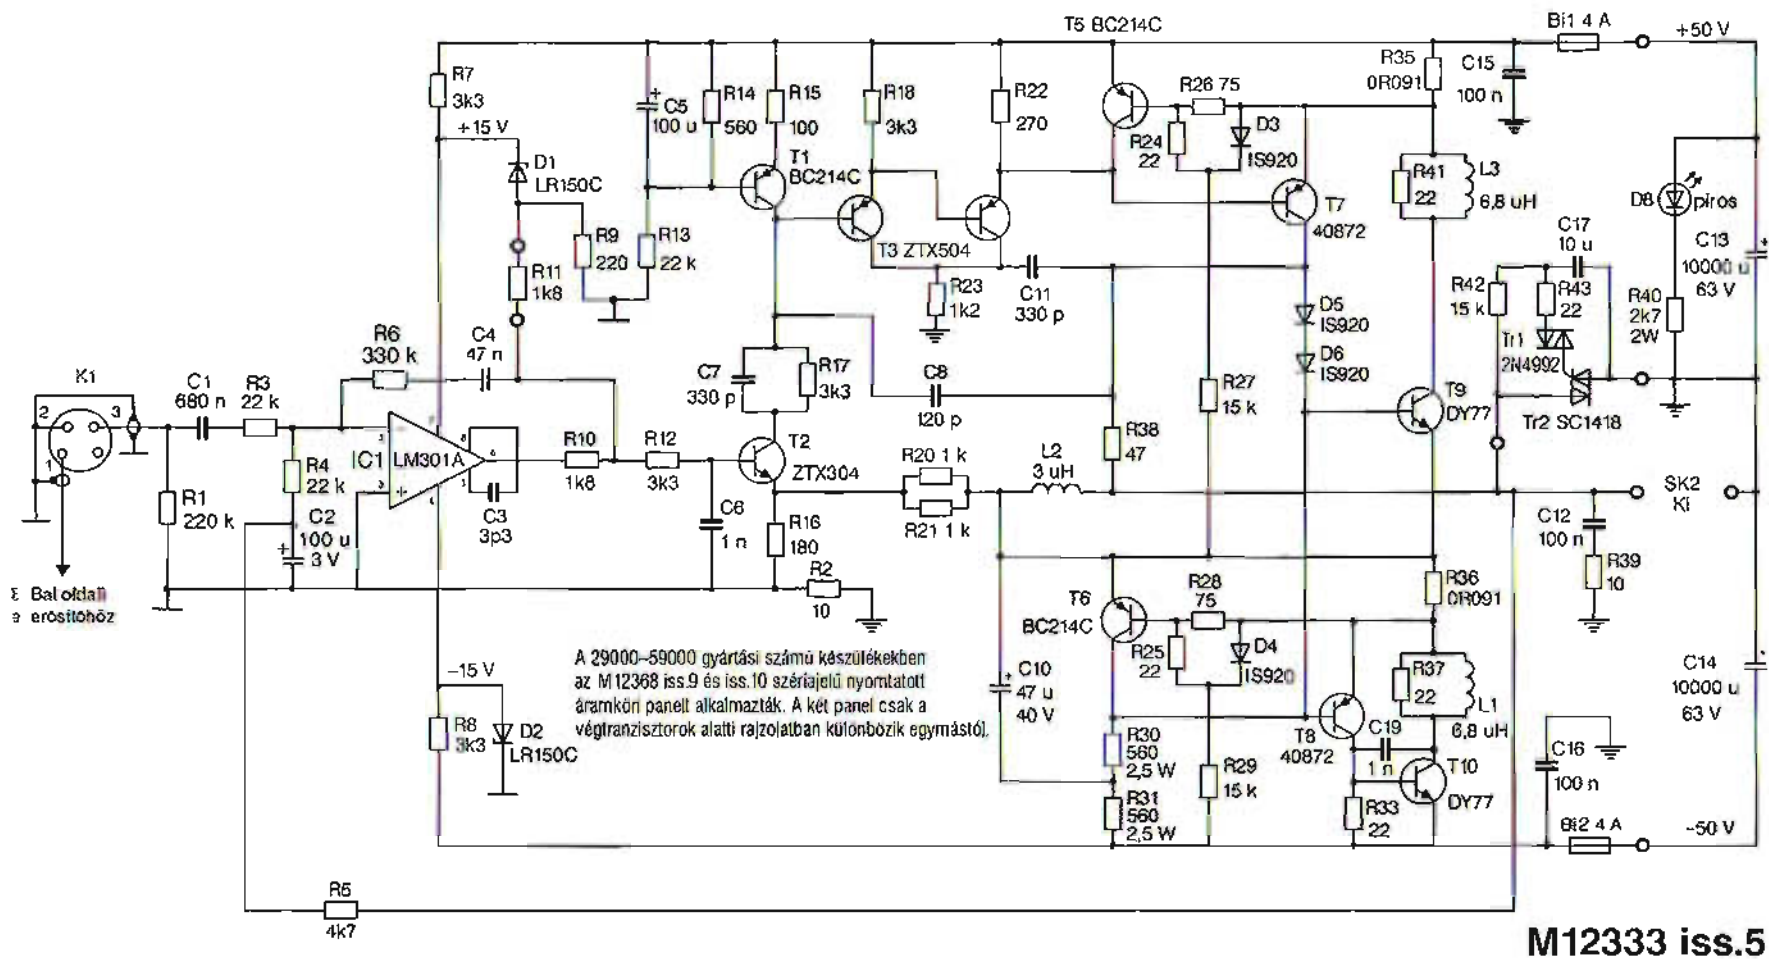 T5 BC214C
Bi1 4 A
+50 V
R7
3k3
C5
100 u
R14
560
R15
100
R18
3k3
R22
270
R26 75
R35
0R091
C15
100 n
+15 V
D1
LR150C
T1
BC214C
R24
22
D3
IS920
R41
22
L3
6,8 uH
D8
piros
R9
220
R13
22 k
T3 ZTX504
T7
40872
C17
10 u
C13
10000 u
63 V
R11
1k8
R23
1k2
C11
330 p
D5
IS920
R42
15 k
R43
22
R40
2k7
2W
R6
330 k
C4
47 n
D6
IS920
Tr1
2N4992
K1
C1
680 n
R3
22 k
C7
330 p
R17
3k3
C8
120 p
R27
15 k
T9
DY77
Tr2 SC1418
2
3
1
IC1
LM301A
R10
1k8
R12
3k3
T2
ZTX304
R20 1 k
R21 1 k
L2
3 uH
R38
47
SK2
Ki
R4
22 k
R1
220 k
C2
100 u
3 V
C3
3p3
C6
1 n
R16
180
C12
100 n
R39
10
R2
10
Bal oldali
erősítőhöz
T6
BC214C
R28
75
R36
0R091
A 29000–59000 gyártási számú készülékekben
az M12368 iss.9 és iss.10 szériajelű nyomtatott
áramköri panelt alkalmazták. A két panel csak a
végtranzisztorok alatti rajzolatban különbözik egymástól.
–15 V
C10
47 u
40 V
R25
22
D4
IS920
R37
22
L1
6,8 uH
C14
10000 u
63 V
R8
3k3
D2
LR150C
R30
560
2,5 W
T8
40872
C19
1 n
T10
DY77
C16
100 n
R31
560
2,5 W
R29
15 k
R33
22
Bi2 4 A
–50 V
R5
4k7
M12333 iss.5